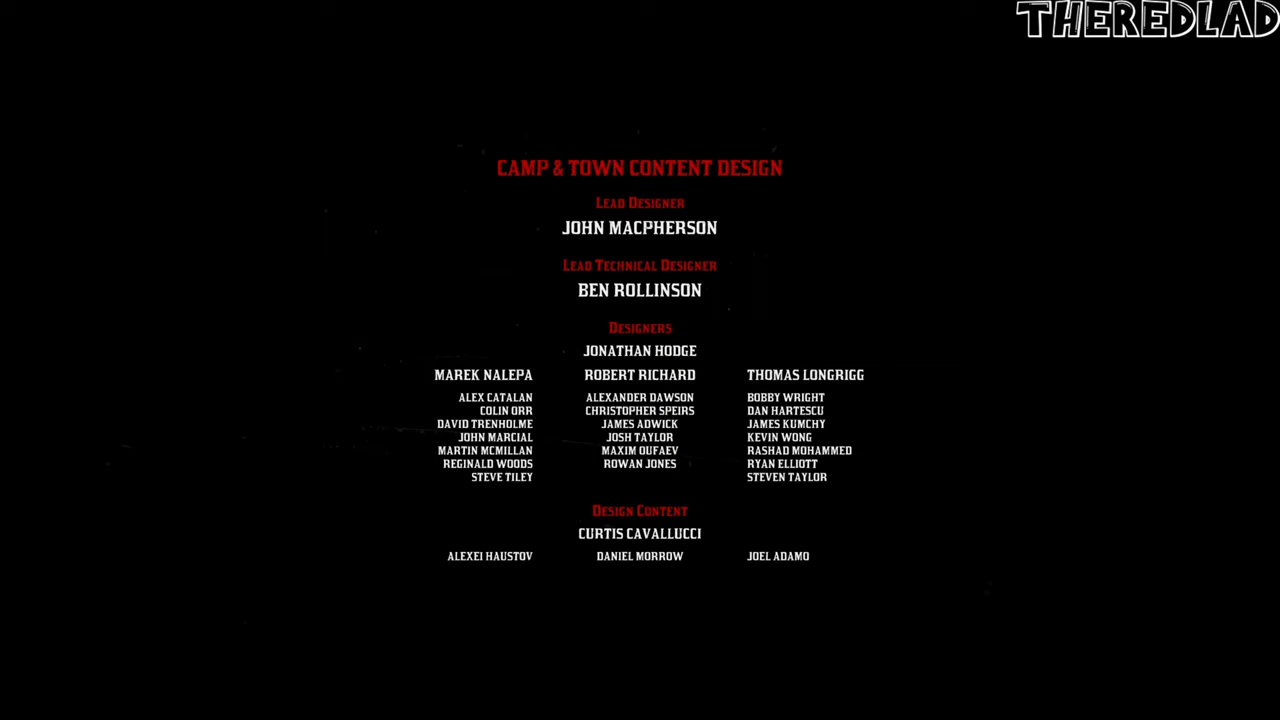 THEREDLAD
CAMP & TOWN CONTENT DESIGN
LEAD DESIGNER
JOHN MACPHERSON
LEAD TECHNICAL DESIGNER
BEN ROLLINSON
DESIGNERS
JONATHAN HODGE
MAREK NALEPA ROBERT RICHARD THOMAS LONGRIGG
ALEX CATALAN ALEXANDER DAWSON BOBBY WRIGHT
COLIN ORR CHRISTOPHER SPEIRS DAN HARTESCU
DAVID TRENHOLME JAMES ADWICK JAMES KUMCHY
JOHN MARCIAL JOSH TAYLOR KEVIN WONG
MARTIN MCMILLAN MAXIM OUFAEV RASHAD MOHAMMED
REGINALD WOODS ROWAN JONES RYAN ELLIOTT
STEVE TILEY STEVEN TAYLOR
DESIGN CONTENT
CURTIS CAVALLUCCI
ALEXEI HAUSTOV DANIEL MORROW JOEL ADAMO